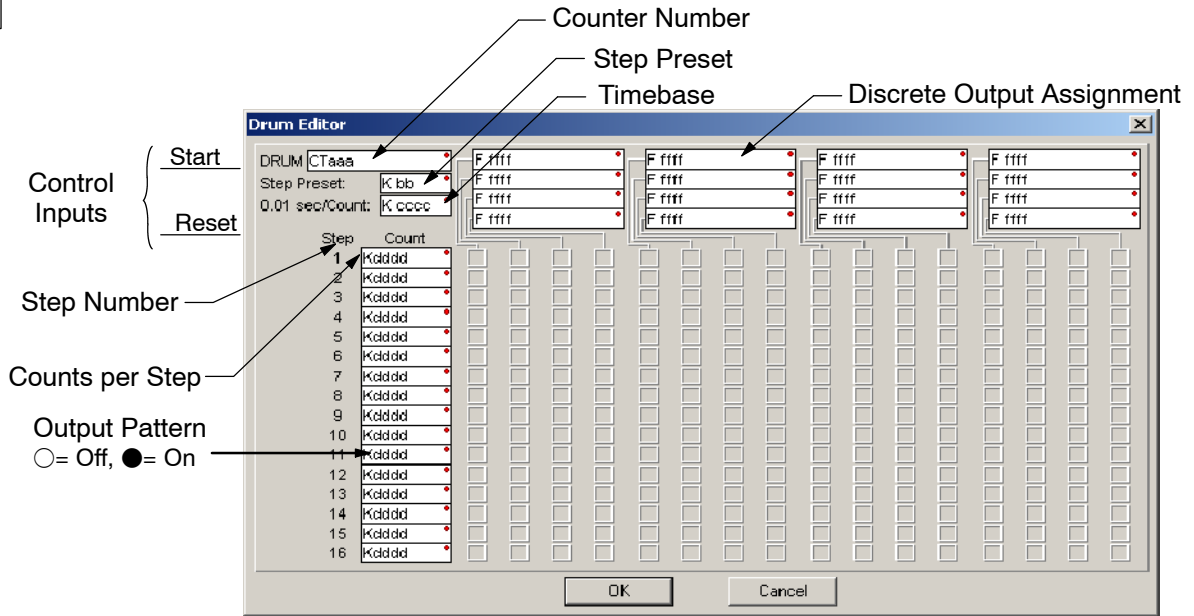 Counter Number
Step Preset
Timebase
Discrete Output Assignment
Drum Editor
Control Inputs
Start
Reset
DRUM CTaaa
Step Preset: K bb
0.01 sec/Count: K cccc
F ffff F ffff F ffff F ffff
F ffff F ffff F ffff F ffff
F ffff F ffff F ffff F ffff
F ffff F ffff F ffff F ffff
Step Count
1 Kdddd
2 Kdddd
3 Kdddd
4 Kdddd
5 Kdddd
6 Kdddd
7 Kdddd
8 Kdddd
9 Kdddd
10 Kdddd
11 Kdddd
12 Kdddd
13 Kdddd
14 Kdddd
15 Kdddd
16 Kdddd
Step Number
Counts per Step
Output Pattern
○= Off, ●= On
OK Cancel